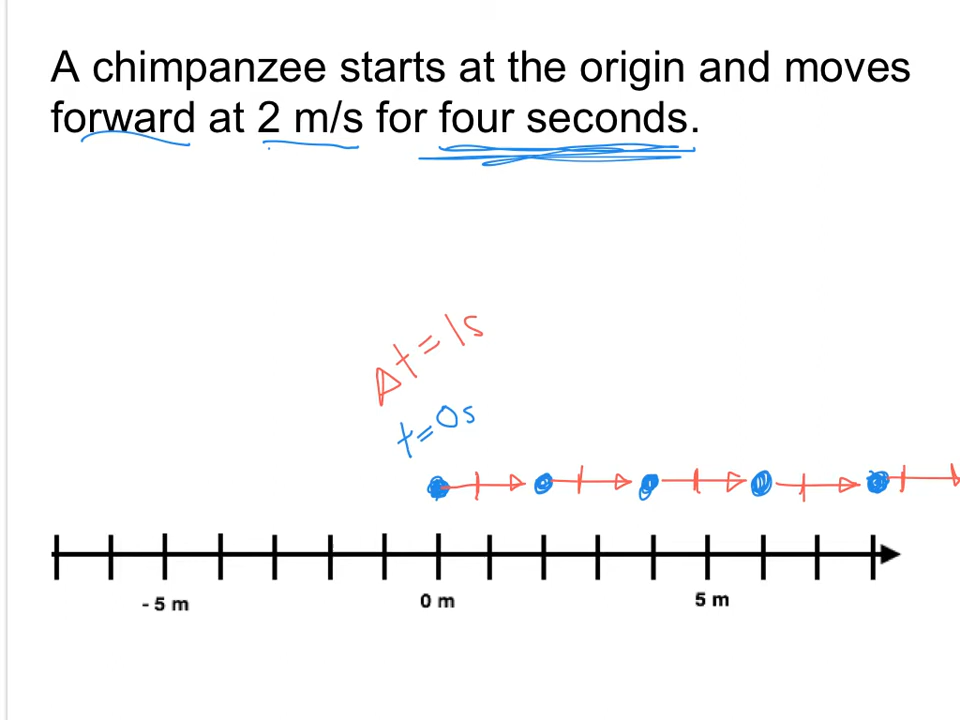 A chimpanzee starts at the origin and moves
forward at 2 m/s for four seconds.
Δt = 1s
t = 0s
- 5 m 0 m 5 m